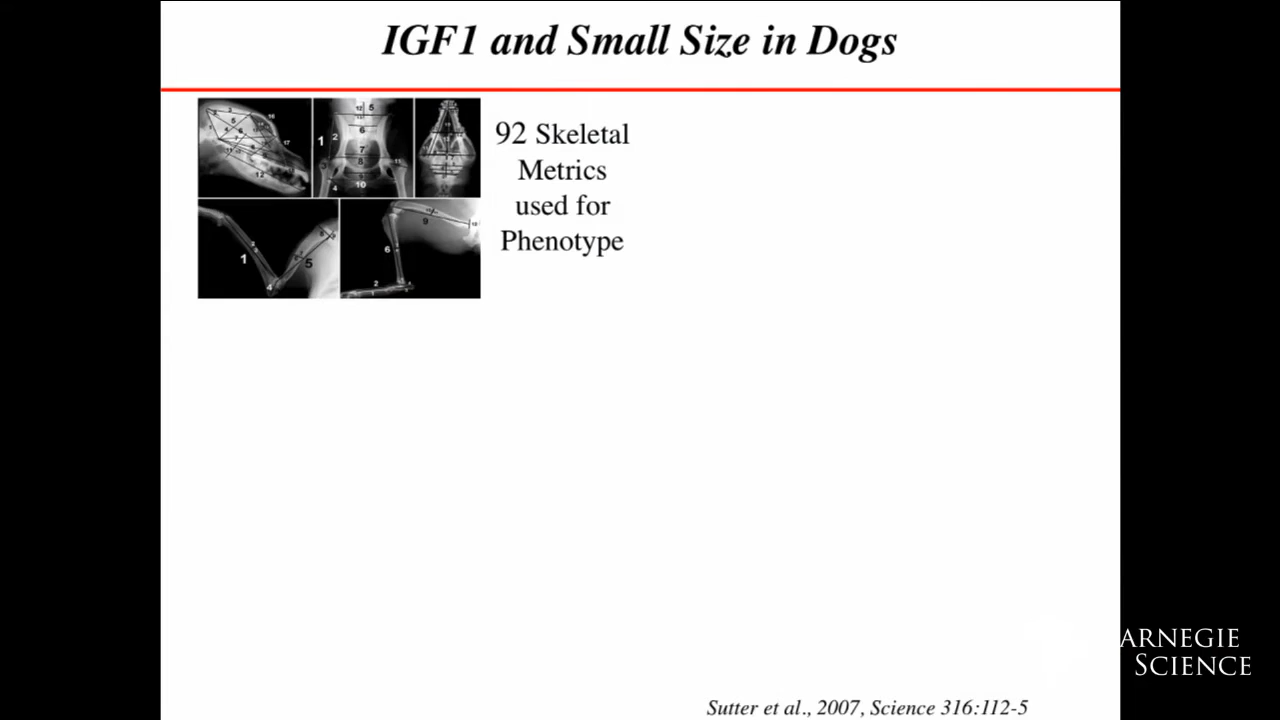 IGF1 and Small Size in Dogs
92 Skeletal
Metrics
used for
Phenotype
ARNEGIE
SCIENCE
Sutter et al., 2007, Science 316:112-5